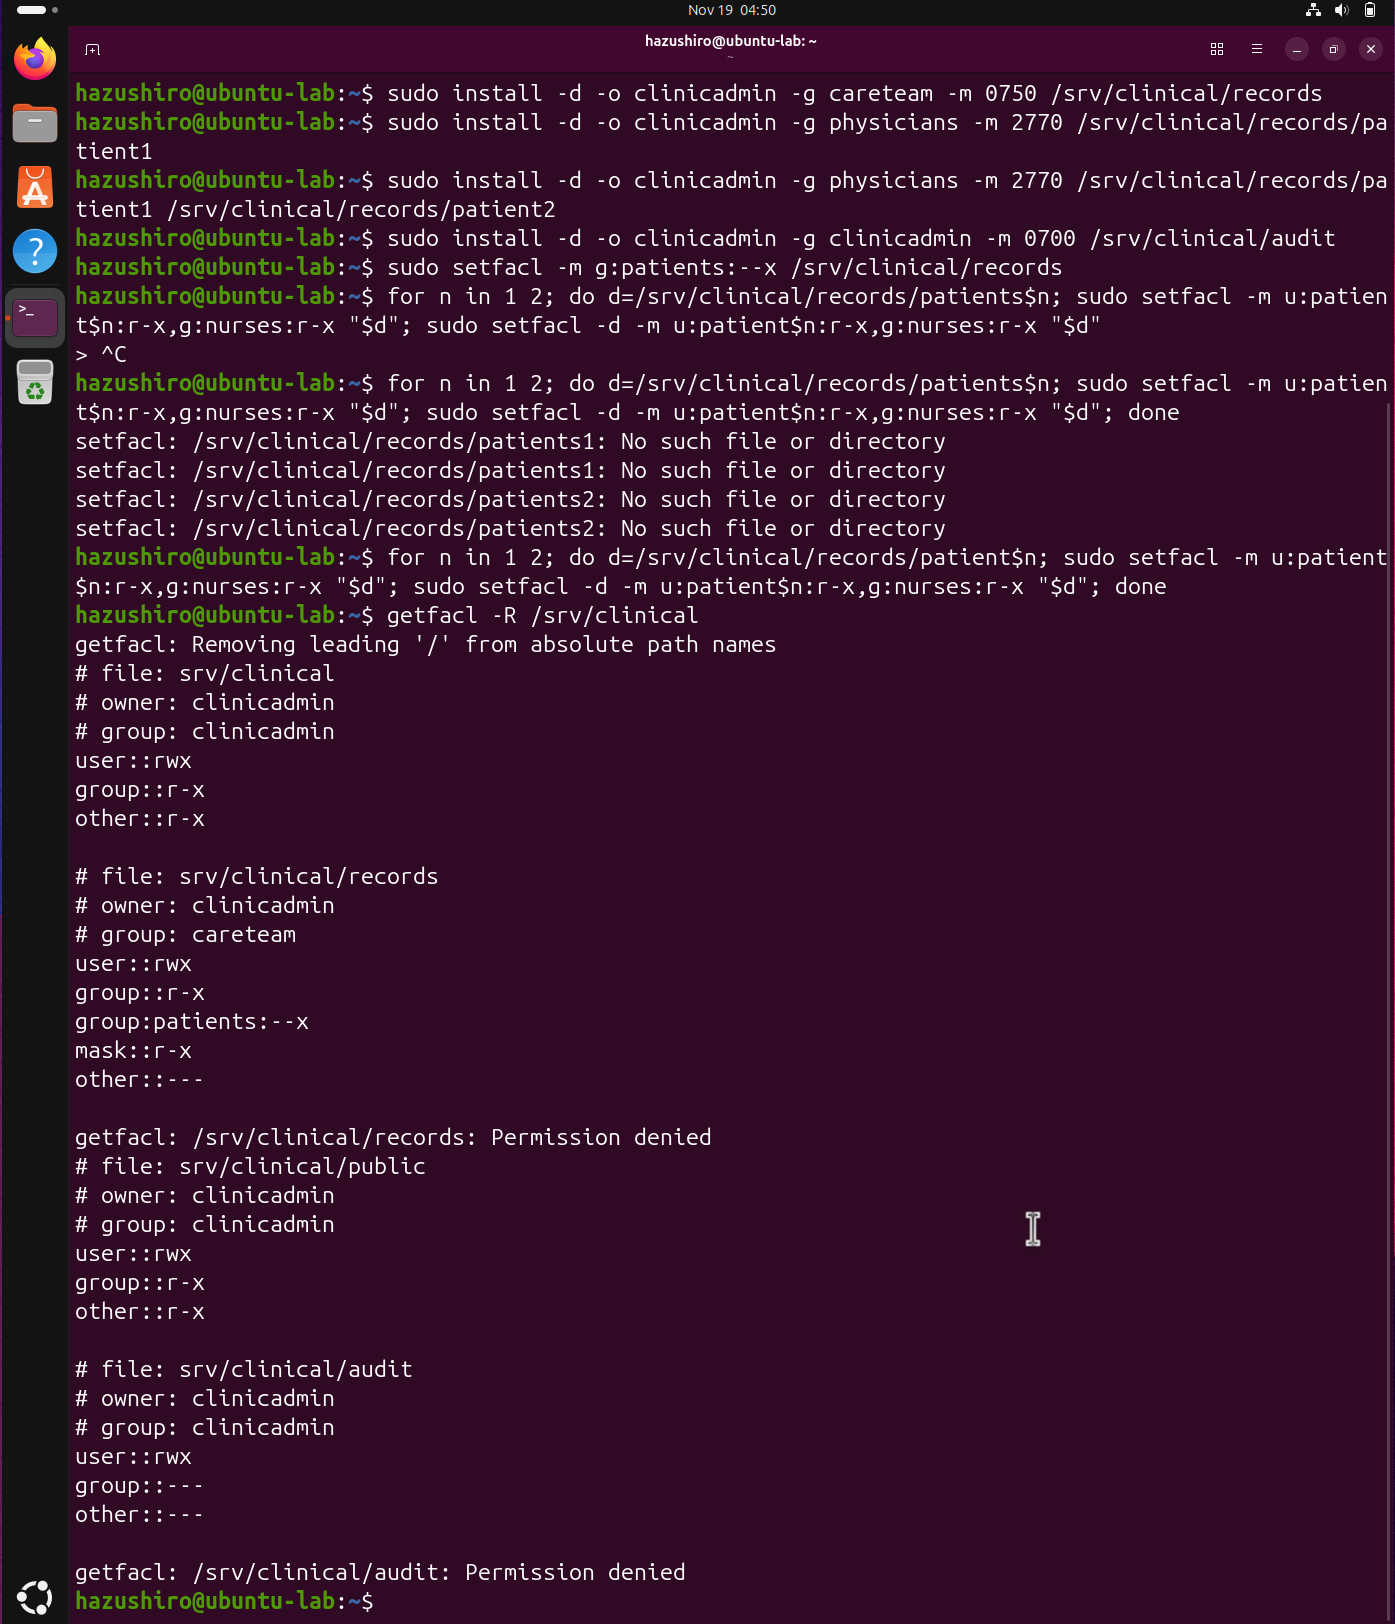 Nov 19 04:50
hazushiro@ubuntu-lab: ~
~
hazushiro@ubuntu-lab:~$ sudo install -d -o clinicadmin -g careteam -m 0750 /srv/clinical/records
hazushiro@ubuntu-lab:~$ sudo install -d -o clinicadmin -g physicians -m 2770 /srv/clinical/records/pa
tient1
hazushiro@ubuntu-lab:~$ sudo install -d -o clinicadmin -g physicians -m 2770 /srv/clinical/records/pa
tient1 /srv/clinical/records/patient2
hazushiro@ubuntu-lab:~$ sudo install -d -o clinicadmin -g clinicadmin -m 0700 /srv/clinical/audit
hazushiro@ubuntu-lab:~$ sudo setfacl -m g:patients:--x /srv/clinical/records
hazushiro@ubuntu-lab:~$ for n in 1 2; do d=/srv/clinical/records/patients$n; sudo setfacl -m u:patien
t$n:r-x,g:nurses:r-x "$d"; sudo setfacl -d -m u:patient$n:r-x,g:nurses:r-x "$d"
> ^C
hazushiro@ubuntu-lab:~$ for n in 1 2; do d=/srv/clinical/records/patients$n; sudo setfacl -m u:patien
t$n:r-x,g:nurses:r-x "$d"; sudo setfacl -d -m u:patient$n:r-x,g:nurses:r-x "$d"; done
setfacl: /srv/clinical/records/patients1: No such file or directory
setfacl: /srv/clinical/records/patients1: No such file or directory
setfacl: /srv/clinical/records/patients2: No such file or directory
setfacl: /srv/clinical/records/patients2: No such file or directory
hazushiro@ubuntu-lab:~$ for n in 1 2; do d=/srv/clinical/records/patient$n; sudo setfacl -m u:patient
$n:r-x,g:nurses:r-x "$d"; sudo setfacl -d -m u:patient$n:r-x,g:nurses:r-x "$d"; done
hazushiro@ubuntu-lab:~$ getfacl -R /srv/clinical
getfacl: Removing leading '/' from absolute path names
# file: srv/clinical
# owner: clinicadmin
# group: clinicadmin
user::rwx
group::r-x
other::r-x

# file: srv/clinical/records
# owner: clinicadmin
# group: careteam
user::rwx
group::r-x
group:patients:--x
mask::r-x
other::---

getfacl: /srv/clinical/records: Permission denied
# file: srv/clinical/public
# owner: clinicadmin
# group: clinicadmin
user::rwx
group::r-x
other::r-x

# file: srv/clinical/audit
# owner: clinicadmin
# group: clinicadmin
user::rwx
group::---
other::---

getfacl: /srv/clinical/audit: Permission denied
hazushiro@ubuntu-lab:~$